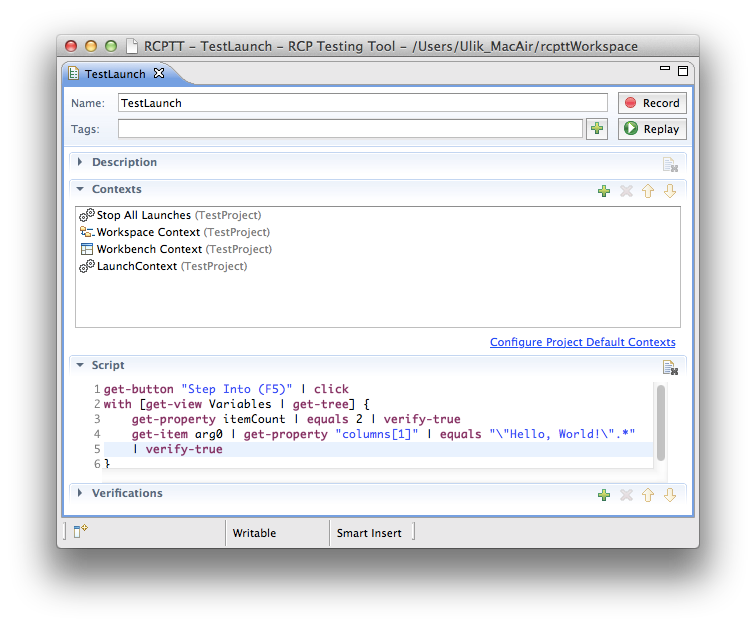 RCPTT - TestLaunch - RCP Testing Tool - /Users/Ulik_MacAir/rcpttWorkspace
TestLaunch
Name: TestLaunch Record
Tags: Replay
Description
Contexts
Stop All Launches (TestProject)
Workspace Context (TestProject)
Workbench Context (TestProject)
LaunchContext (TestProject)
Configure Project Default Contexts
Script
1 get-button "Step Into (F5)" | click
2 with [get-view Variables | get-tree] {
3     get-property itemCount | equals 2 | verify-true
4     get-item arg0 | get-property "columns[1]" | equals "\"Hello, World!\".*"
5     | verify-true
6 }
Verifications
Writable Smart Insert